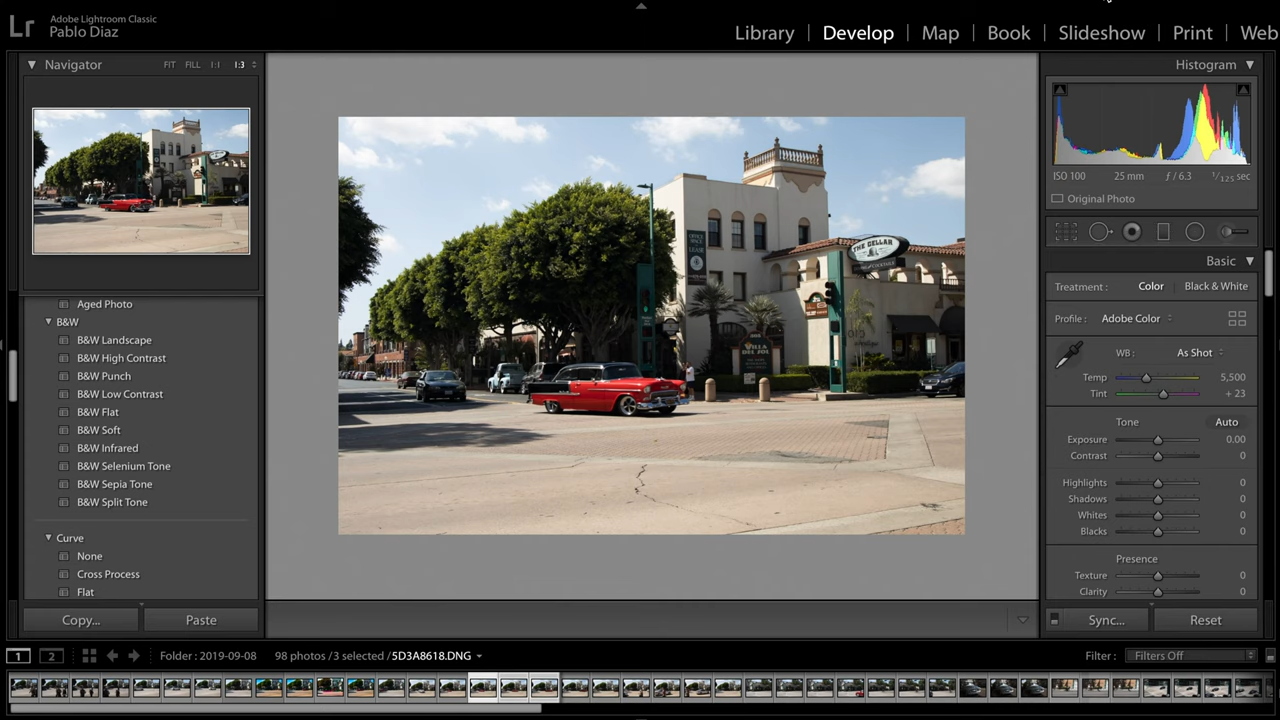 Lr
Adobe Lightroom Classic
Pablo Diaz
Library | Develop | Map | Book | Slideshow | Print | Web
Navigator FIT FILL 1:1 1:3
Histogram
ISO 100 25 mm ƒ / 6.3 1/125 sec
Original Photo
Basic
Treatment : Color | Black & White
Profile : Adobe Color
WB : As Shot
Temp 5,500
Tint + 23
Tone Auto
Exposure 0.00
Contrast 0
Highlights 0
Shadows 0
Whites 0
Blacks 0
Presence
Texture 0
Clarity 0
Aged Photo
B&W
B&W Landscape
B&W High Contrast
B&W Punch
B&W Low Contrast
B&W Flat
B&W Soft
B&W Infrared
B&W Selenium Tone
B&W Sepia Tone
B&W Split Tone
Curve
None
Cross Process
Flat
OFFICE
SPACE
LEASE
THE CELLAR
VILLA
DEL SOL
Copy... Paste
Sync... Reset
1 2 Folder : 2019-09-08 98 photos / 3 selected / 5D3A8618.DNG Filter : Filters Off